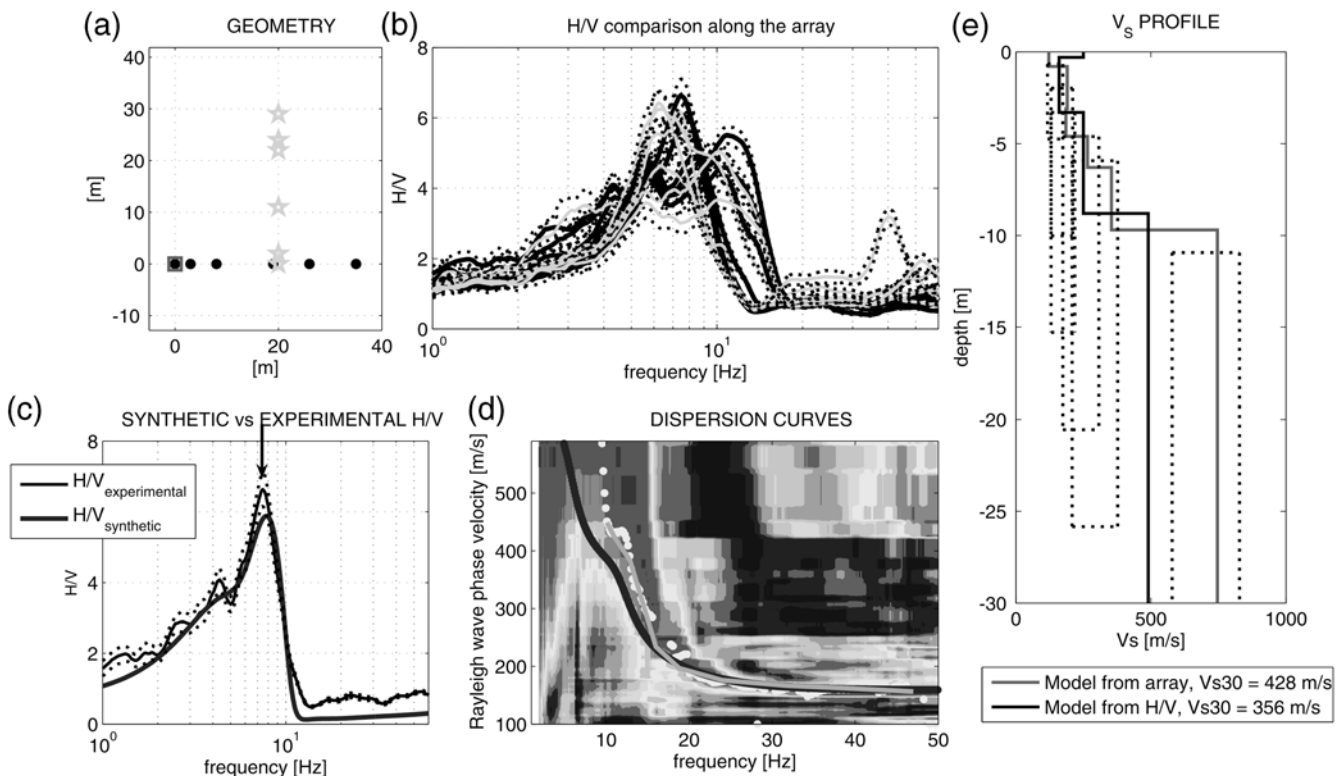 (a)
GEOMETRY
40
30
20
10
0
-10
[m]
0
20
40
[m]
(b)
H/V comparison along the array
8
6
4
2
0
H/V
10^0
10^1
frequency [Hz]
(c)
SYNTHETIC vs EXPERIMENTAL H/V
8
4
2
0
H/V
H/V_experimental
H/V_synthetic
10^0
10^1
frequency [Hz]
(d)
DISPERSION CURVES
Rayleigh wave phase velocity [m/s]
500
400
300
200
100
10
20
30
40
50
frequency [Hz]
(e)
V_S PROFILE
0
-5
-10
-15
-20
-25
-30
depth [m]
0
500
1000
Vs [m/s]
Model from array, Vs30 = 428 m/s
Model from H/V, Vs30 = 356 m/s